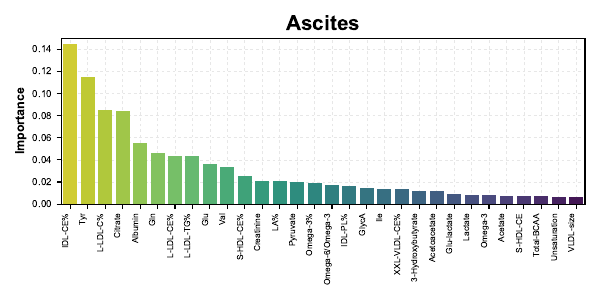 Ascites
Importance
0.14
0.12
0.10
0.08
0.06
0.04
0.02
0.00
IDL-CE%
Tyr
L-LDL-C%
Citrate
Albumin
Gln
L-LDL-CE%
L-LDL-TG%
Glu
Val
S-HDL-CE%
Creatinine
LA%
Pyruvate
Omega-3%
Omega-6/Omega-3
IDL-PL%
GlycA
Ile
XXL-VLDL-CE%
3-Hydroxybutyrate
Acetoacetate
Glu-lactate
Lactate
Omega-3
Acetate
S-HDL-CE
Total-BCAA
Unsaturation
VLDL-size